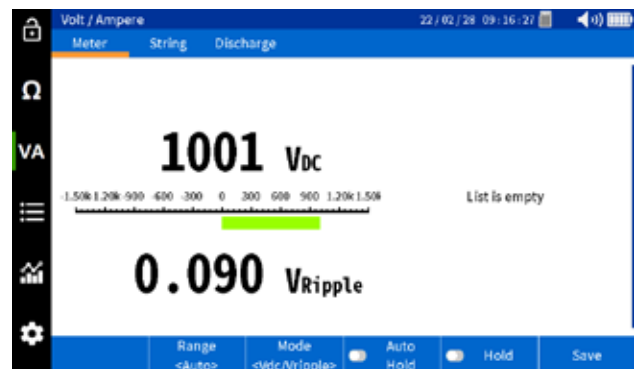 Volt / Ampere 22/02/28 09:16:27
Meter String Discharge
Ω
VA
1001 VDC
-1.50k 1.20k -900 -600 -300 0 300 600 900 1.20k 1.50k
List is empty
0.090 VRipple
Range Mode Auto Hold Save
<Auto> <Vdc/Vripple> Hold